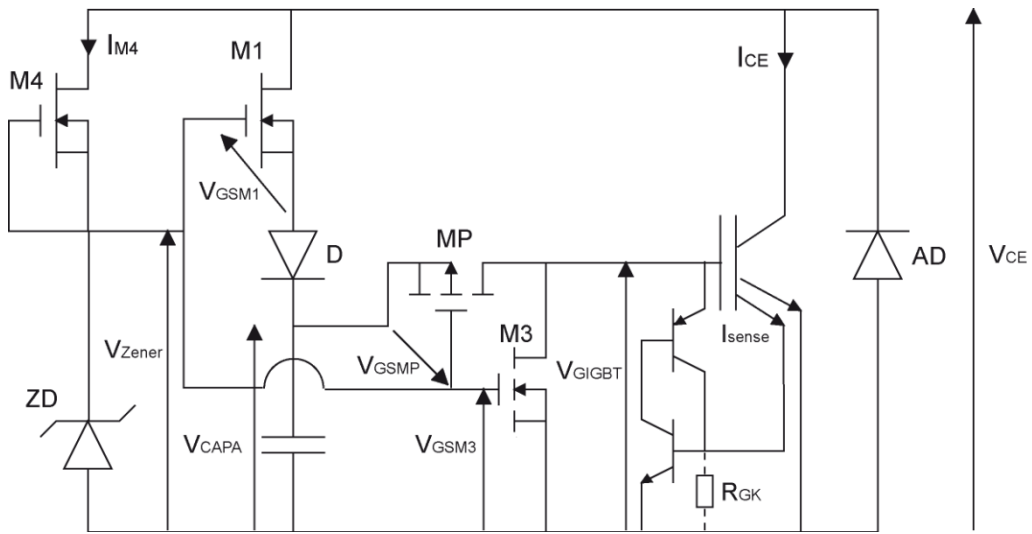 IM4
M4
M1
ICE
VGSM1
D
MP
AD
VCE
VZener
VGSMP
M3
Isense
ZD
VCAPA
VGSM3
VGIGBT
RGK